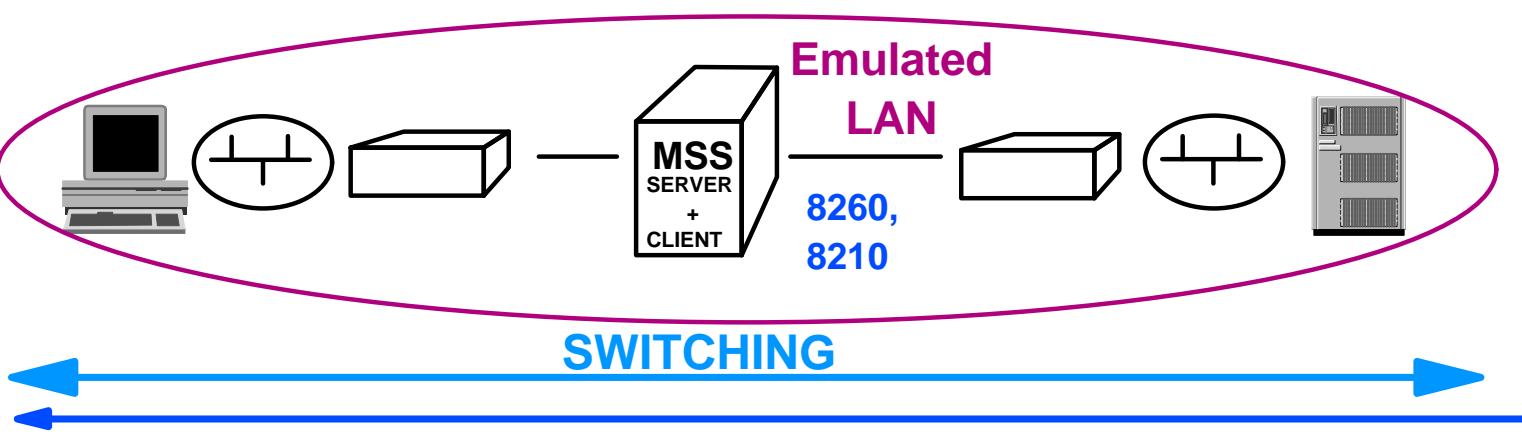 Emulated
LAN
MSS
SERVER
+
CLIENT
8260,
8210
SWITCHING